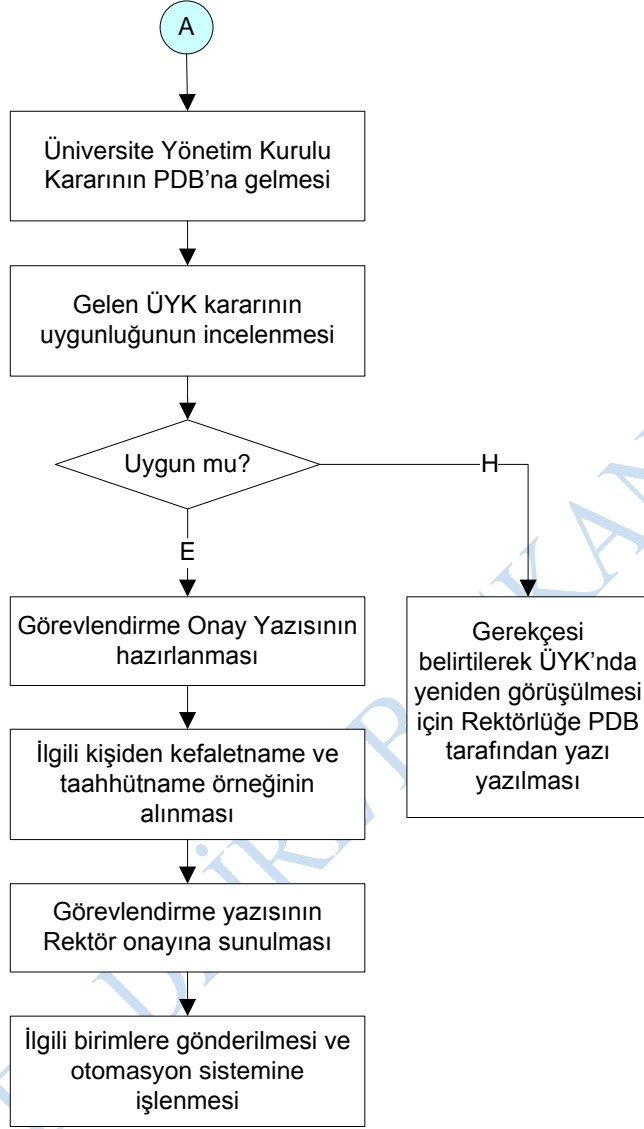 A
Üniversite Yönetim Kurulu
Kararının PDB'na gelmesi
Gelen ÜYK kararının
uygunluğunun incelenmesi
Uygun mu?
H
E
Görevlendirme Onay Yazısının
hazırlanması
Gerekçesi
belirtilerek ÜYK'nda
yeniden görüşülmesi
için Rektörlüğe PDB
tarafından yazı
yazılması
İlgili kişiden kefaletname ve
taahhütname örneğinin
alınması
Görevlendirme yazısının
Rektör onayına sunulması
İlgili birimlere gönderilmesi ve
otomasyon sistemine
işlenmesi